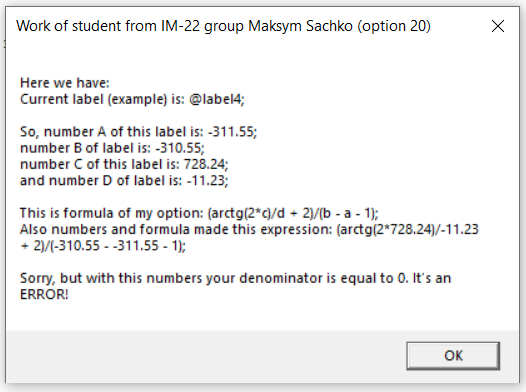 Work of student from IM-22 group Maksym Sachko (option 20)
Here we have:
Current label (example) is: @label4;
So, number A of this label is: -311.55;
number B of label is: -310.55;
number C of this label is: 728.24;
and number D of label is: -11.23;
This is formula of my option: (arctg(2*c)/d + 2)/(b - a - 1);
Also numbers and formula made this expression: (arctg(2*728.24)/-11.23
+ 2)/(-310.55 - -311.55 - 1);
Sorry, but with this numbers your denominator is equal to 0. It's an
ERROR!
OK